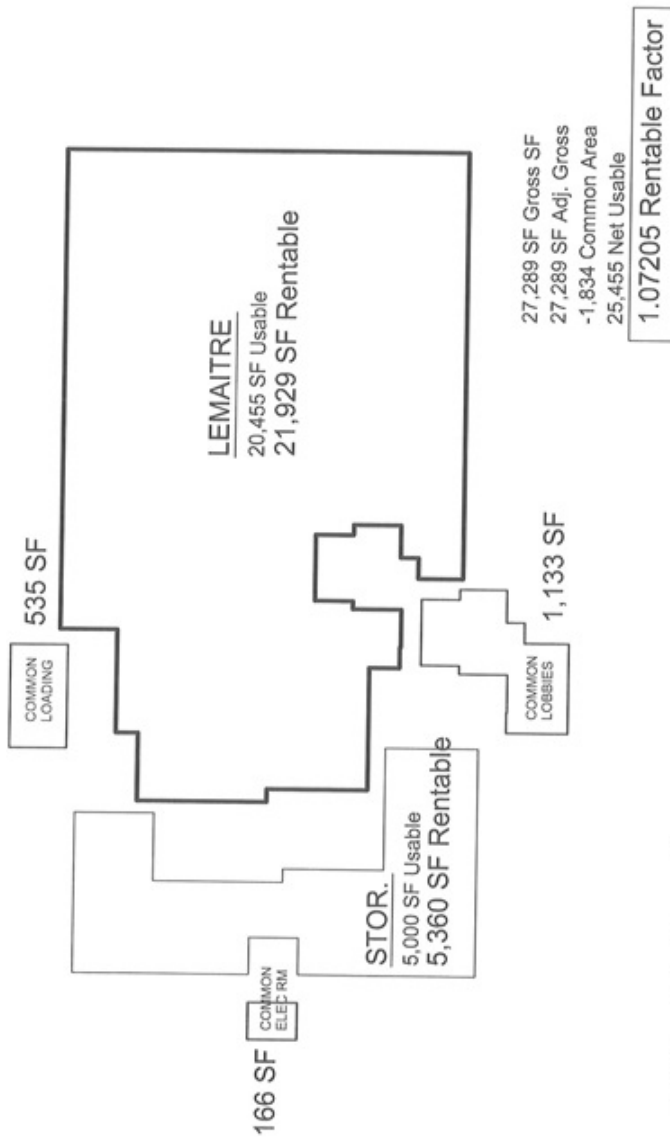 COMMON
LOADING
535 SF
LEMAITRE
20,455 SF Usable
21,929 SF Rentable
STOR.
5,000 SF Usable
5,360 SF Rentable
166 SF
COMMON
ELEC RM
COMMON
LOBBIES
1,133 SF
27,289 SF Gross SF
27,289 SF Adj. Gross
-1,834 Common Area
25,455 Net Usable
1.07205 Rentable Factor